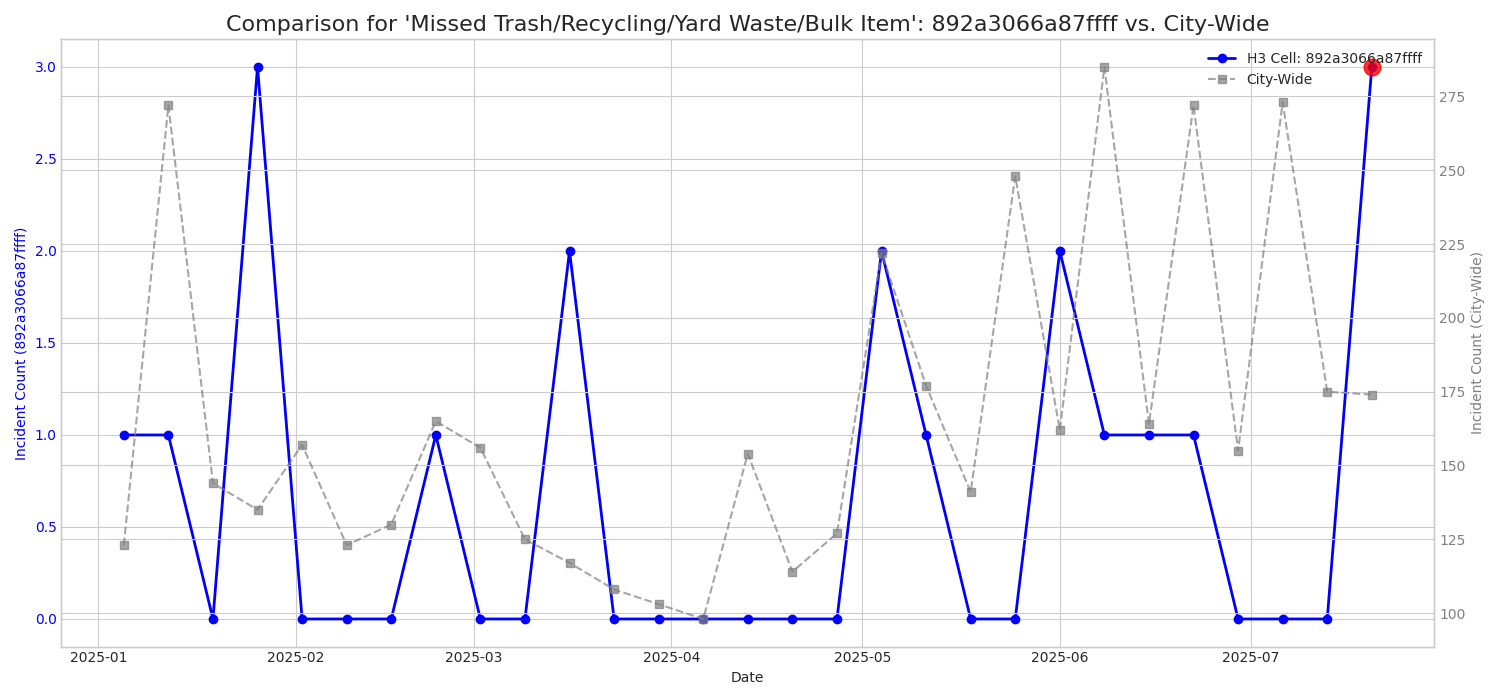 Comparison for 'Missed Trash/Recycling/Yard Waste/Bulk Item': 892a3066a87ffff vs. City-Wide
H3 Cell: 892a3066a87ffff
City-Wide
Incident Count (892a3066a87ffff)
3.0
2.5
2.0
1.5
1.0
0.5
0.0
275
250
225
200
175
150
125
100
Incident Count (City-Wide)
2025-01 2025-02 2025-03 2025-04 2025-05 2025-06 2025-07
Date